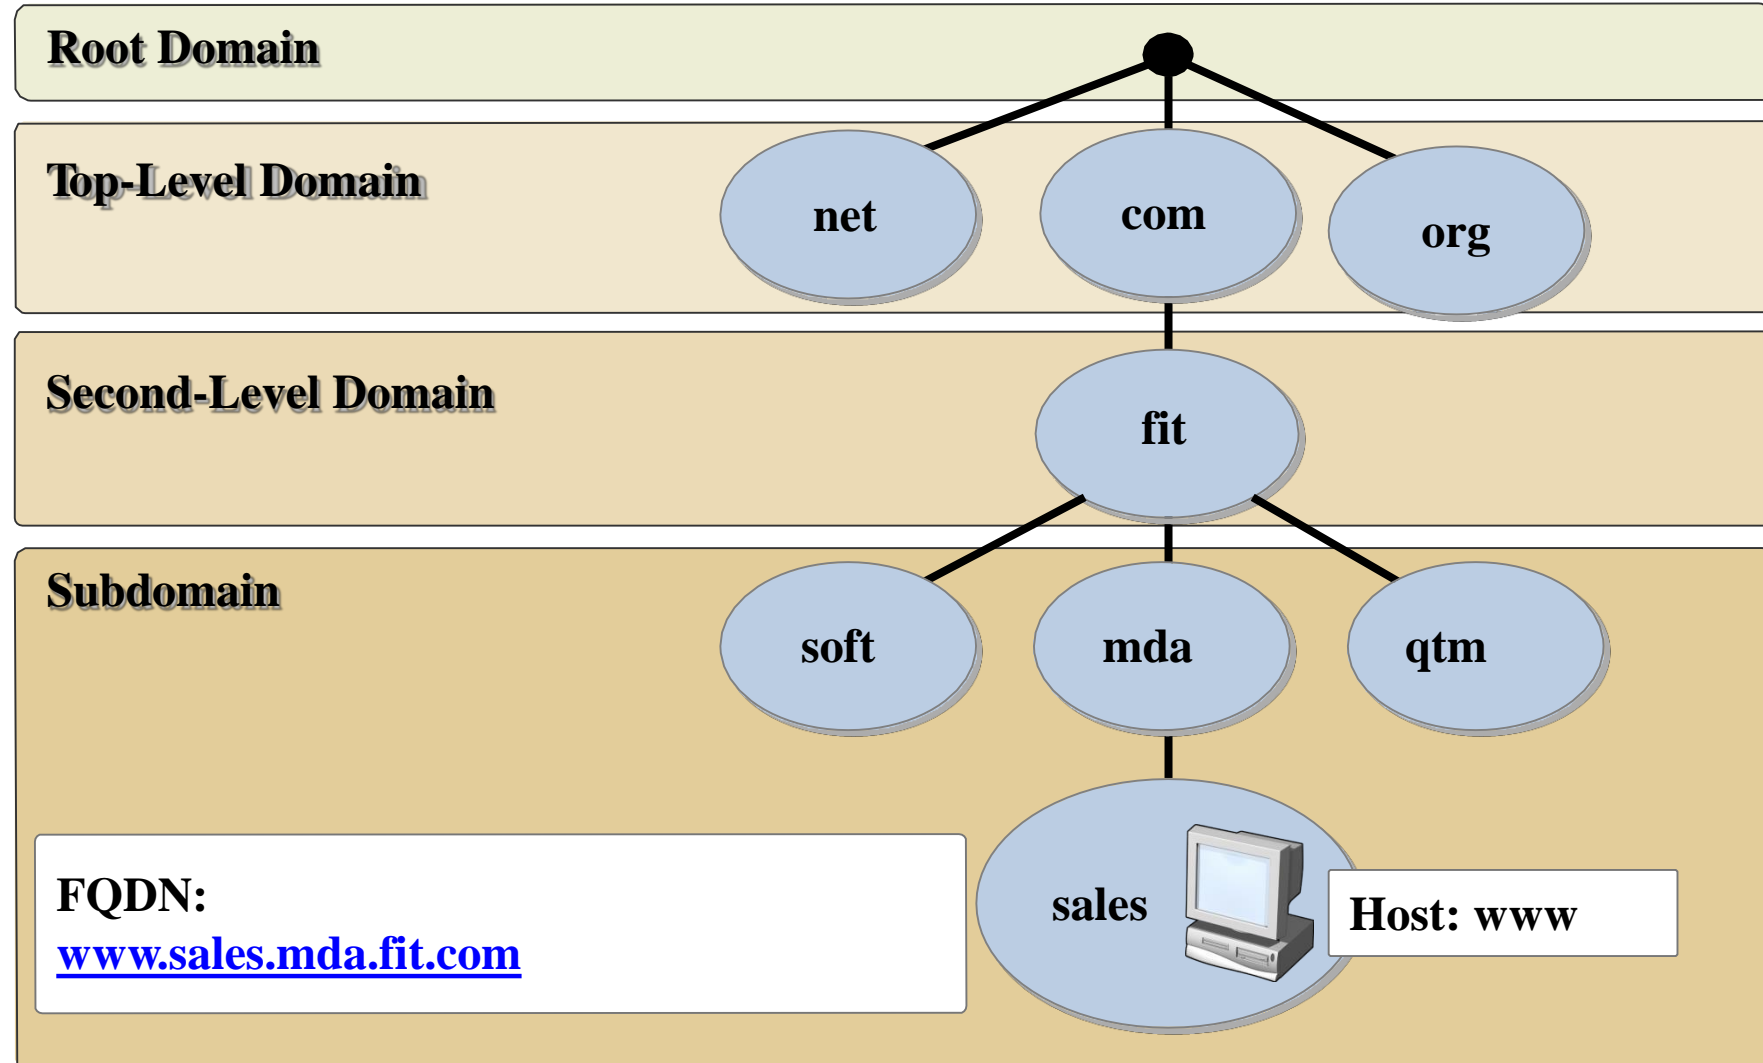 Root Domain
Top-Level Domain
net
com
org
Second-Level Domain
fit
Subdomain
soft
mda
qtm
sales
Host: www
FQDN:
www.sales.mda.fit.com